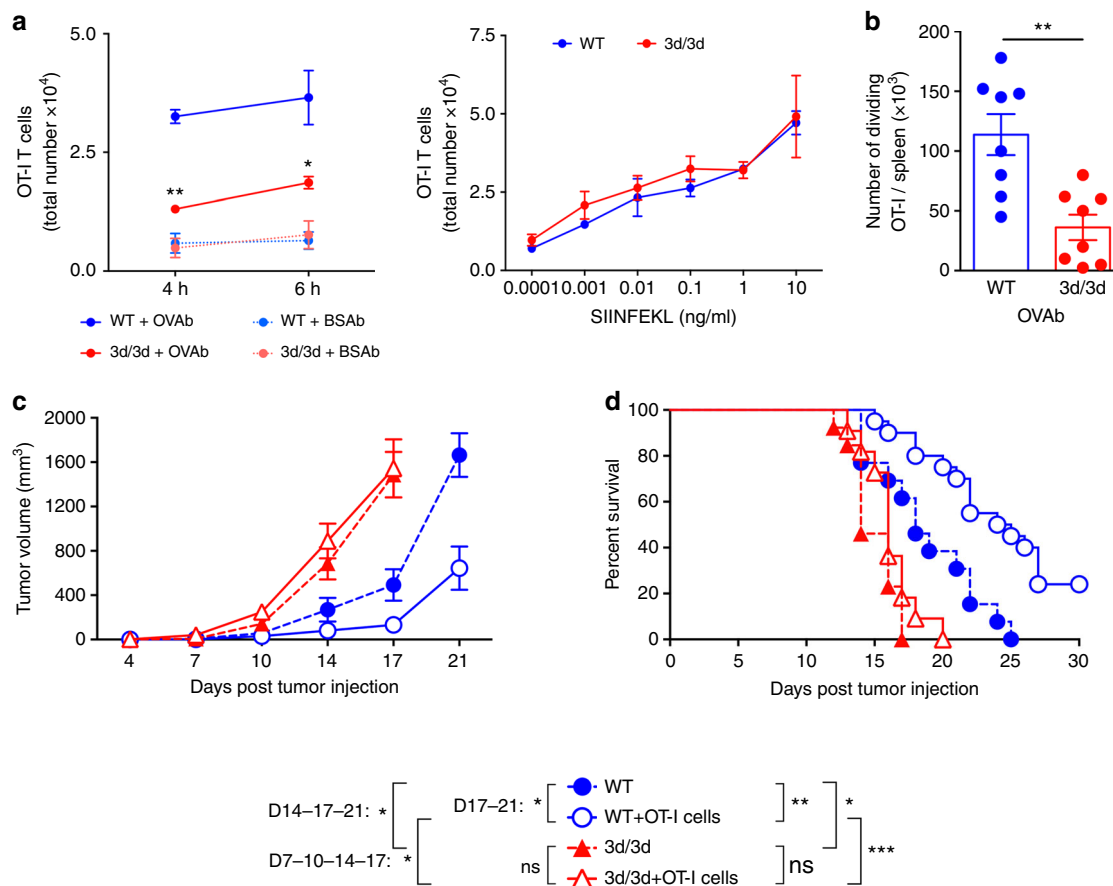 a
OT-I T cells
(total number ×10⁴)
5.0
2.5
0.0
**
*
4 h
6 h
WT + OVAb
WT + BSAb
3d/3d + OVAb
3d/3d + BSAb
OT-I T cells
(total number ×10⁴)
WT
3d/3d
7.5
5.0
2.5
0.0
0.0001
0.001
0.01
0.1
1
10
SIINFEKL (ng/ml)
b
Number of dividing
OT-I / spleen (×10³)
200
150
100
50
0
**
WT
3d/3d
OVAb
c
Tumor volume (mm³)
2000
1600
1200
800
400
0
4
7
10
14
17
21
Days post tumor injection
d
Percent survival
100
80
60
40
20
0
0
5
10
15
20
25
30
Days post tumor injection
D14–17–21: *
D7–10–14–17: *
D17–21: *
ns
WT
WT+OT-I cells
3d/3d
3d/3d+OT-I cells
**
ns
*
***